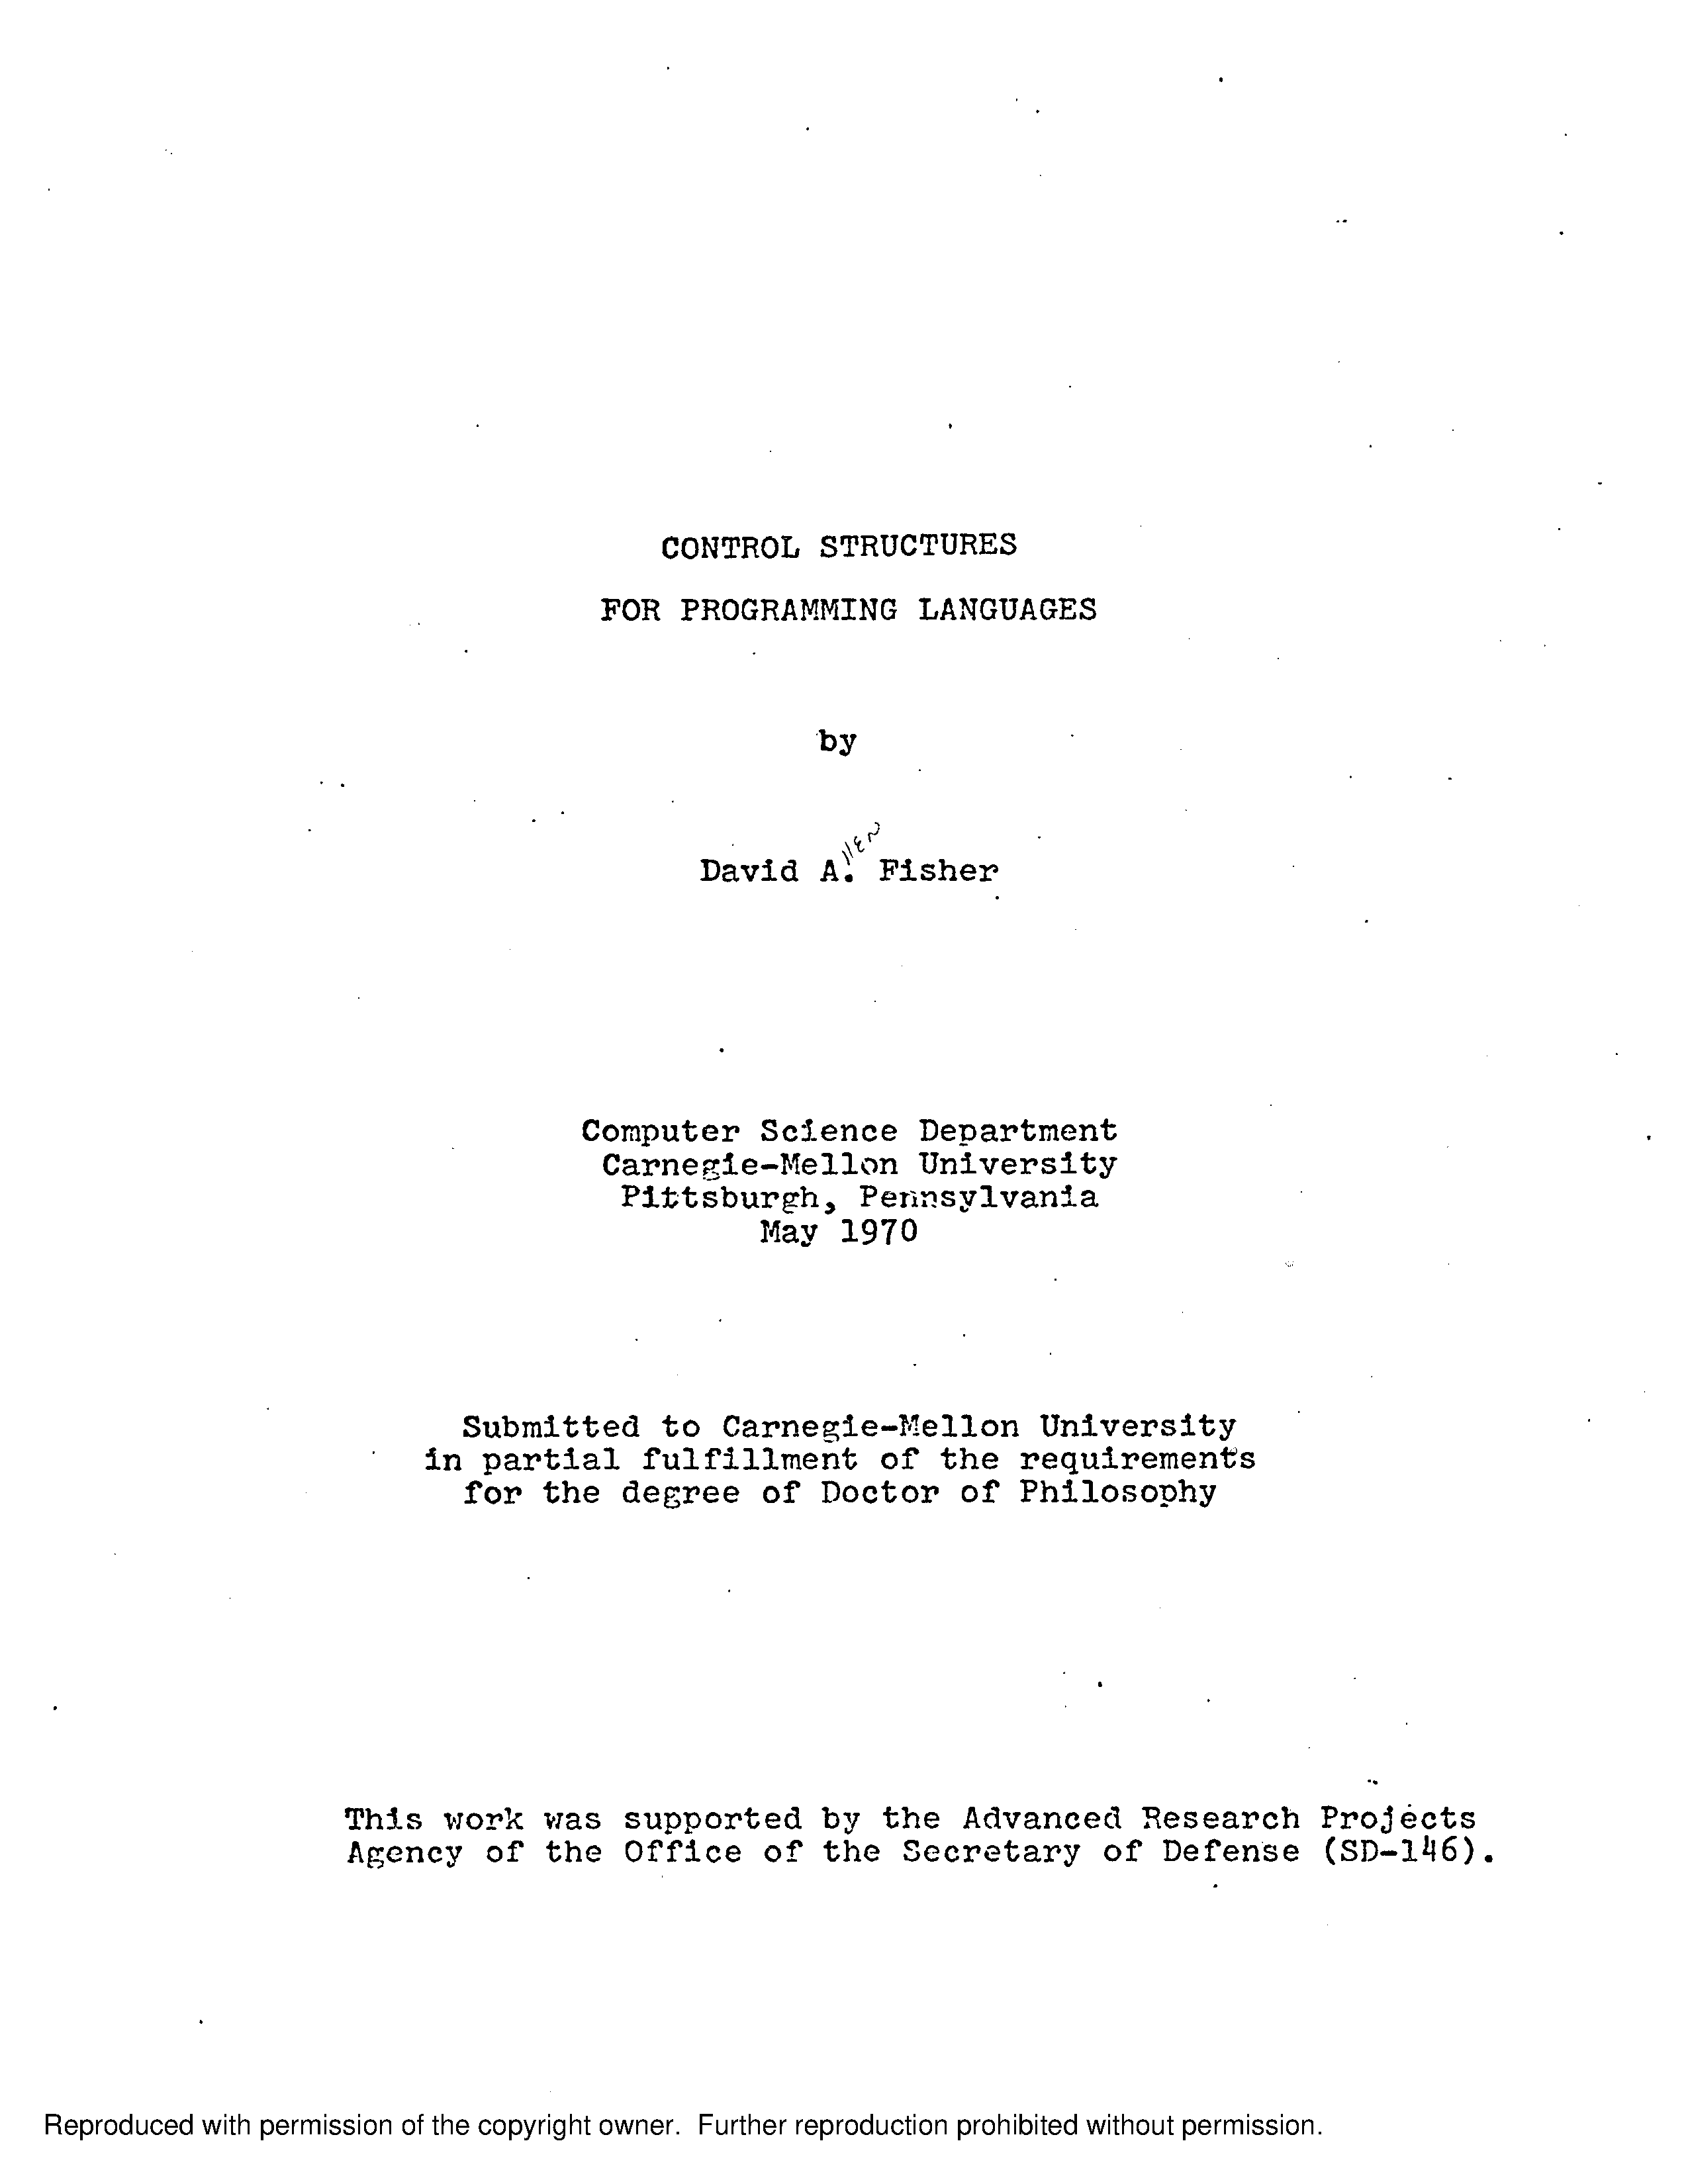 CONTROL STRUCTURES
FOR PROGRAMMING LANGUAGES
by
llEN
David A. Fisher
Computer Science Department
Carnegie-Mellon University
Pittsburgh, Pennsylvania
May 1970
Submitted to Carnegie-Mellon University
in partial fulfillment of the requirements
for the degree of Doctor of Philosophy
This work was supported by the Advanced Research Projects
Agency of the Office of the Secretary of Defense (SD-146).
Reproduced with permission of the copyright owner. Further reproduction prohibited without permission.